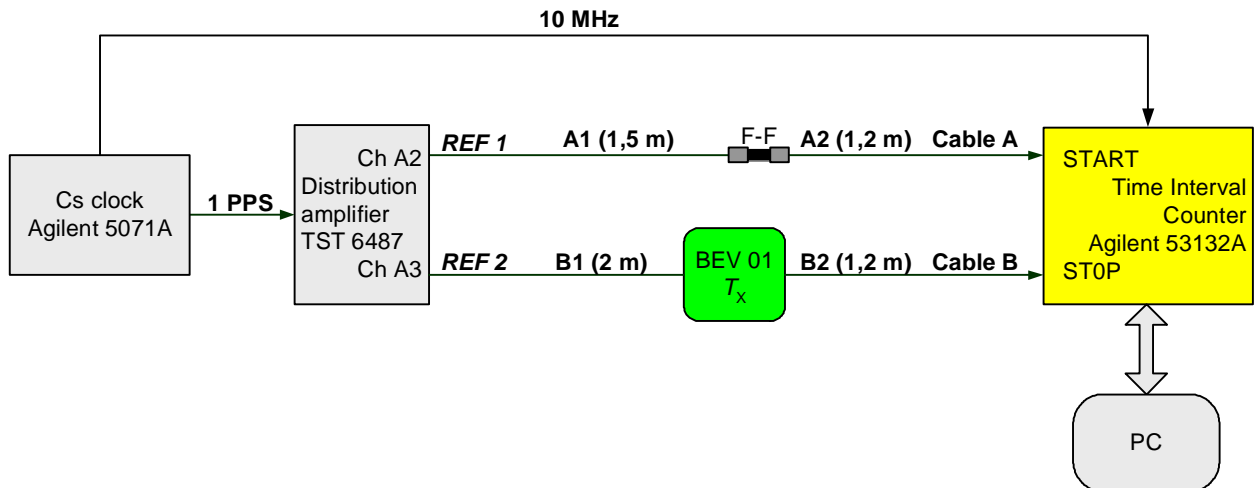 10 MHz
Cs clock
Agilent 5071A
1 PPS
Ch A2
Distribution
amplifier
TST 6487
Ch A3
REF 1
A1 (1,5 m)
F-F
A2 (1,2 m)
Cable A
REF 2
B1 (2 m)
BEV 01
TX
B2 (1,2 m)
Cable B
START
Time Interval
Counter
Agilent 53132A
ST0P
PC